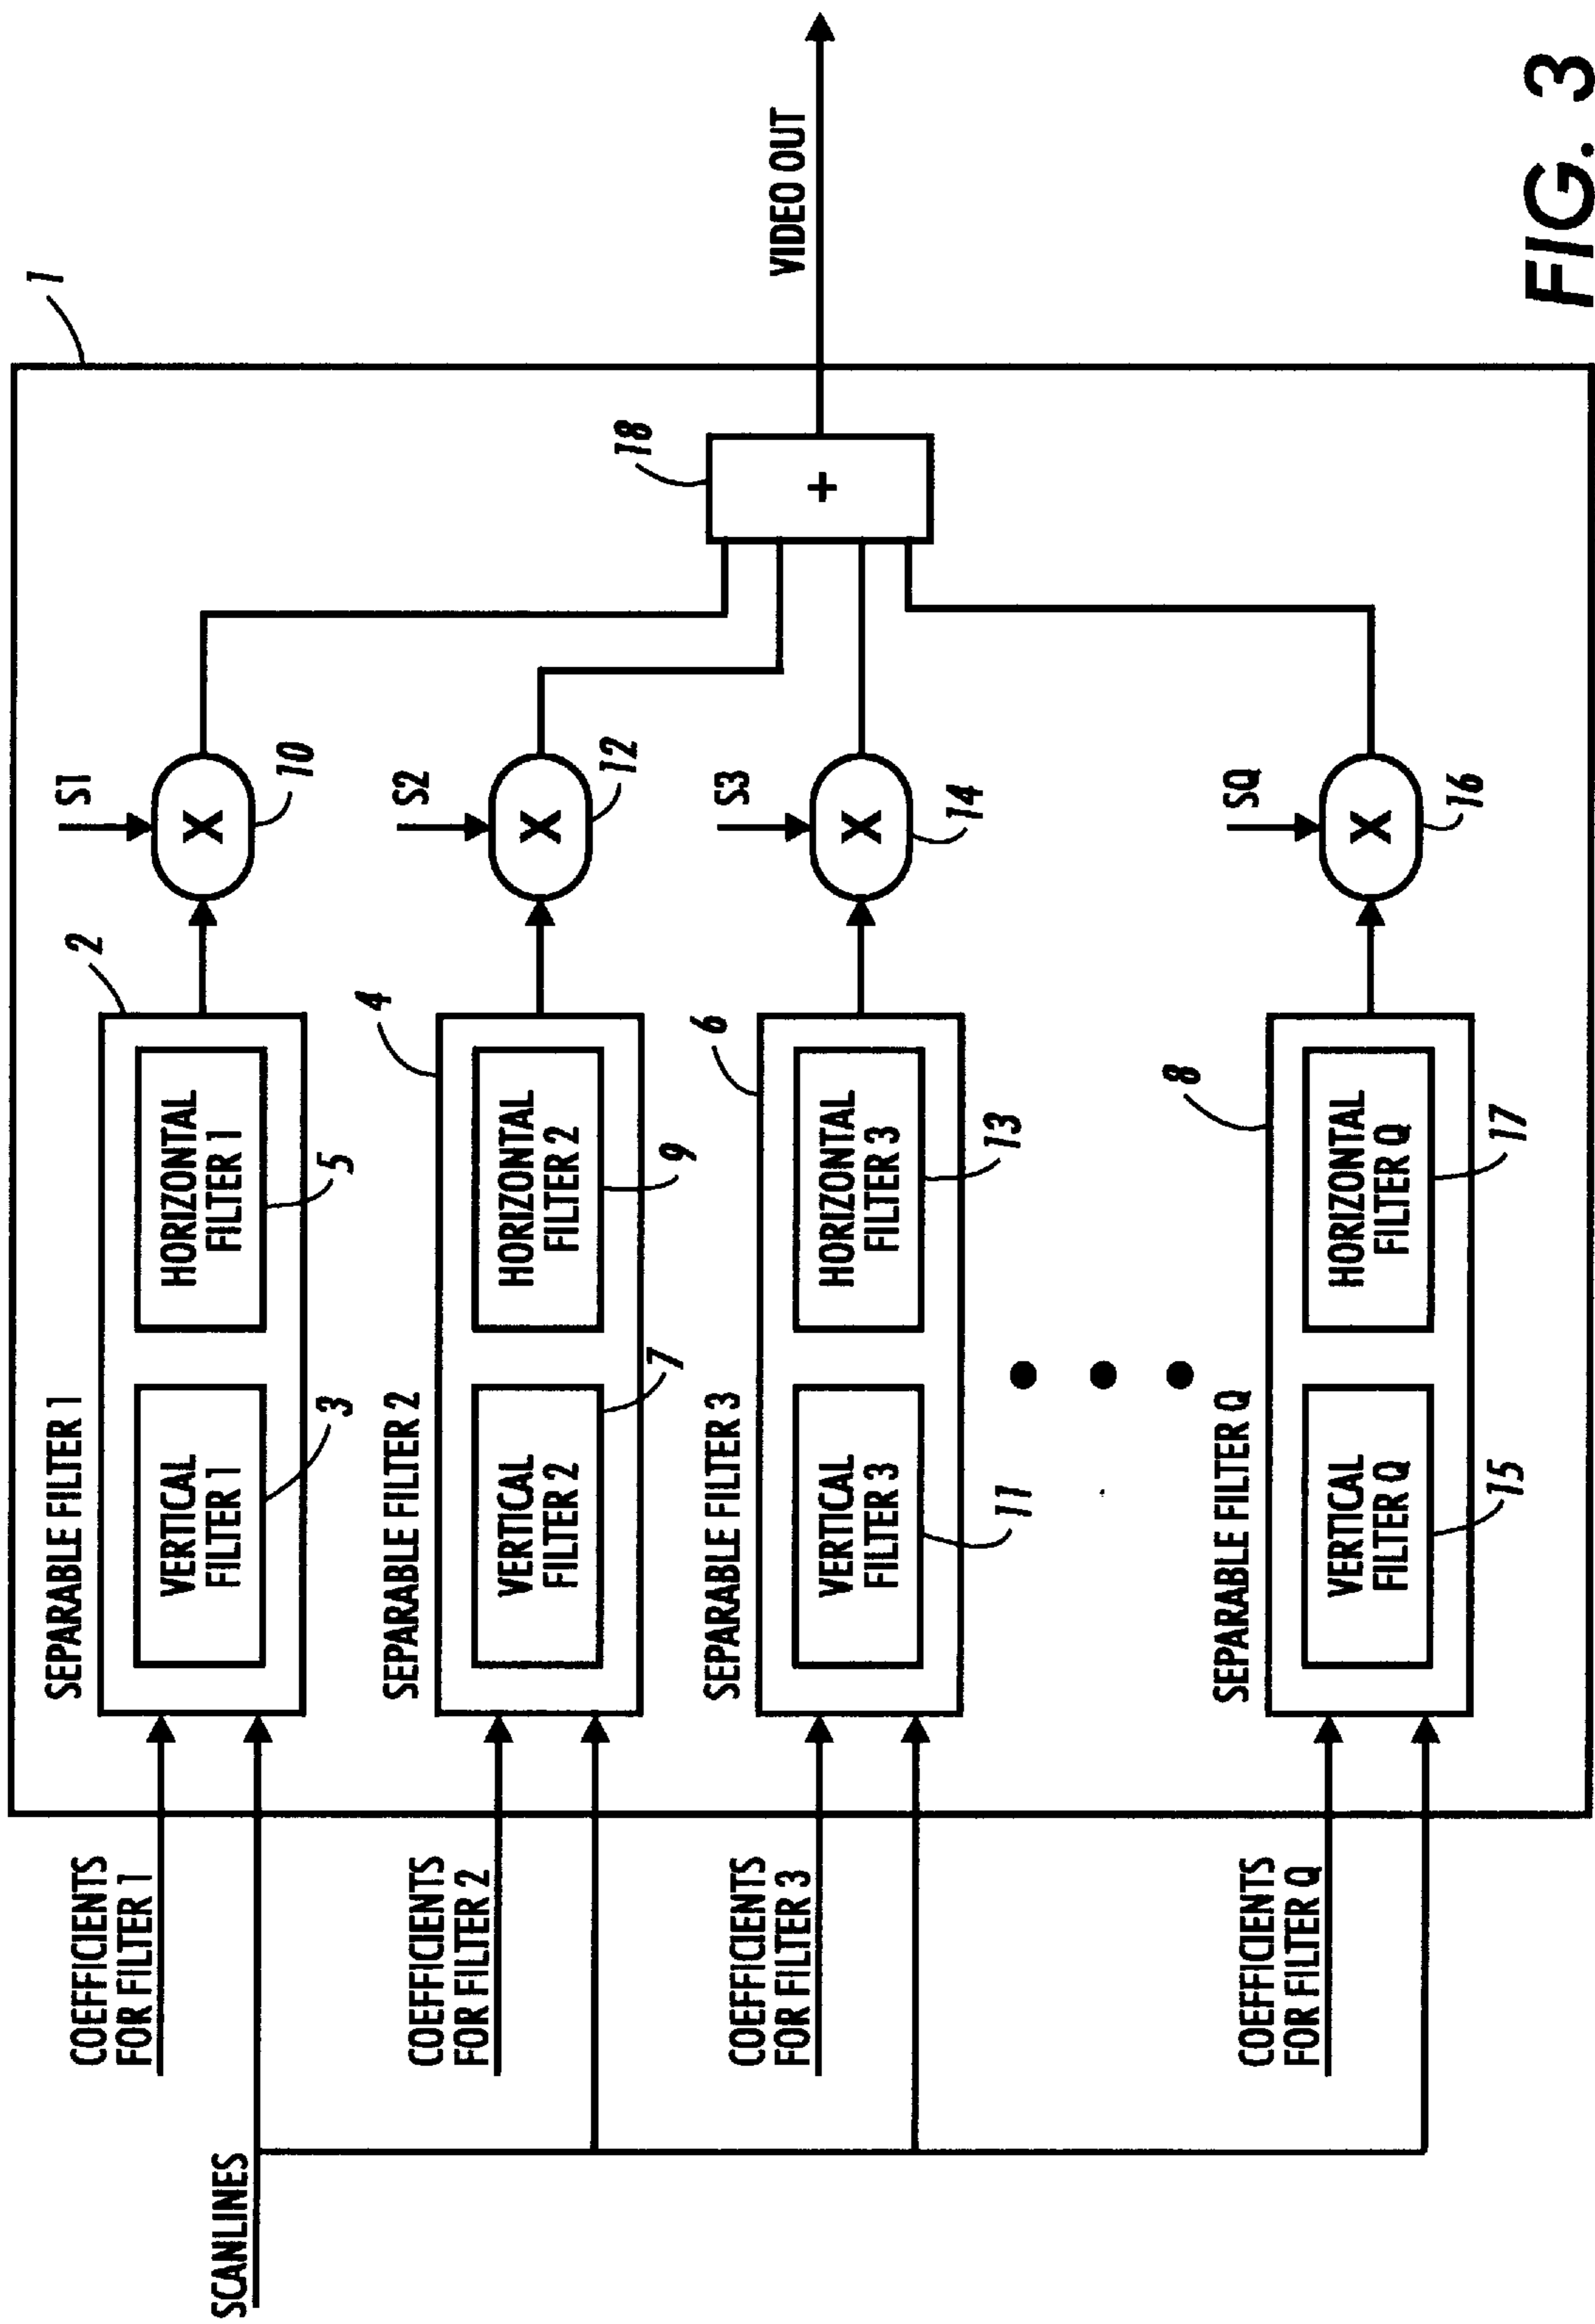 1
SEPARABLE FILTER 1
2
S1
COEFFICIENTS
FOR FILTER 1
VERTICAL
FILTER 1
HORIZONTAL
FILTER 1
X
3
5
10
SCANLINES
SEPARABLE FILTER 2
4
S2
COEFFICIENTS
FOR FILTER 2
VERTICAL
FILTER 2
HORIZONTAL
FILTER 2
X
7
9
12
18
SEPARABLE FILTER 3
6
S3
COEFFICIENTS
FOR FILTER 3
VERTICAL
FILTER 3
HORIZONTAL
FILTER 3
X
+
VIDEO OUT
11
13
14
SEPARABLE FILTER Q
8
SQ
COEFFICIENTS
FOR FILTER Q
VERTICAL
FILTER Q
HORIZONTAL
FILTER Q
X
15
17
16
FIG. 3